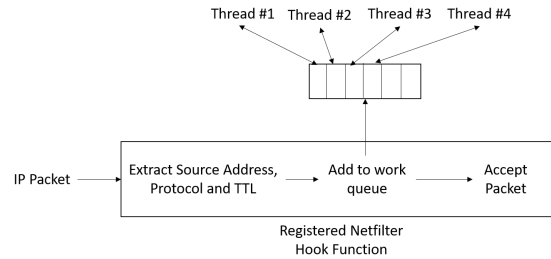 Thread #1
Thread #2
Thread #3
Thread #4
IP Packet
Extract Source Address,
Protocol and TTL
Add to work
queue
Accept
Packet
Registered Netfilter
Hook Function